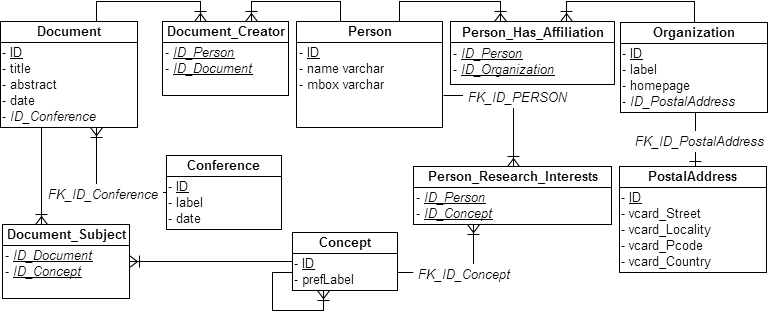 Document
- ID
- title
- abstract
- date
- ID_Conference
Document_Creator
- ID_Person
- ID_Document
Person
- ID
- name varchar
- mbox varchar
Person_Has_Affiliation
- ID_Person
- ID_Organization
Organization
- ID
- label
- homepage
- ID_PostalAddress
FK_ID_PERSON
FK_ID_PostalAddress
Conference
- ID
- label
- date
FK_ID_Conference
Person_Research_Interests
- ID_Person
- ID_Concept
PostalAddress
- ID
- vcard_Street
- vcard_Locality
- vcard_Pcode
- vcard_Country
Document_Subject
- ID_Document
- ID_Concept
Concept
- ID
- prefLabel
FK_ID_Concept